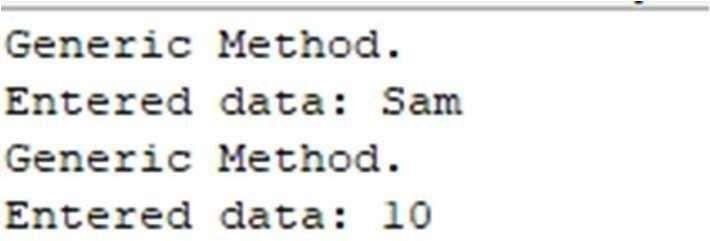 Generic Method.
Entered data: Sam
Generic Method.
Entered data: 10